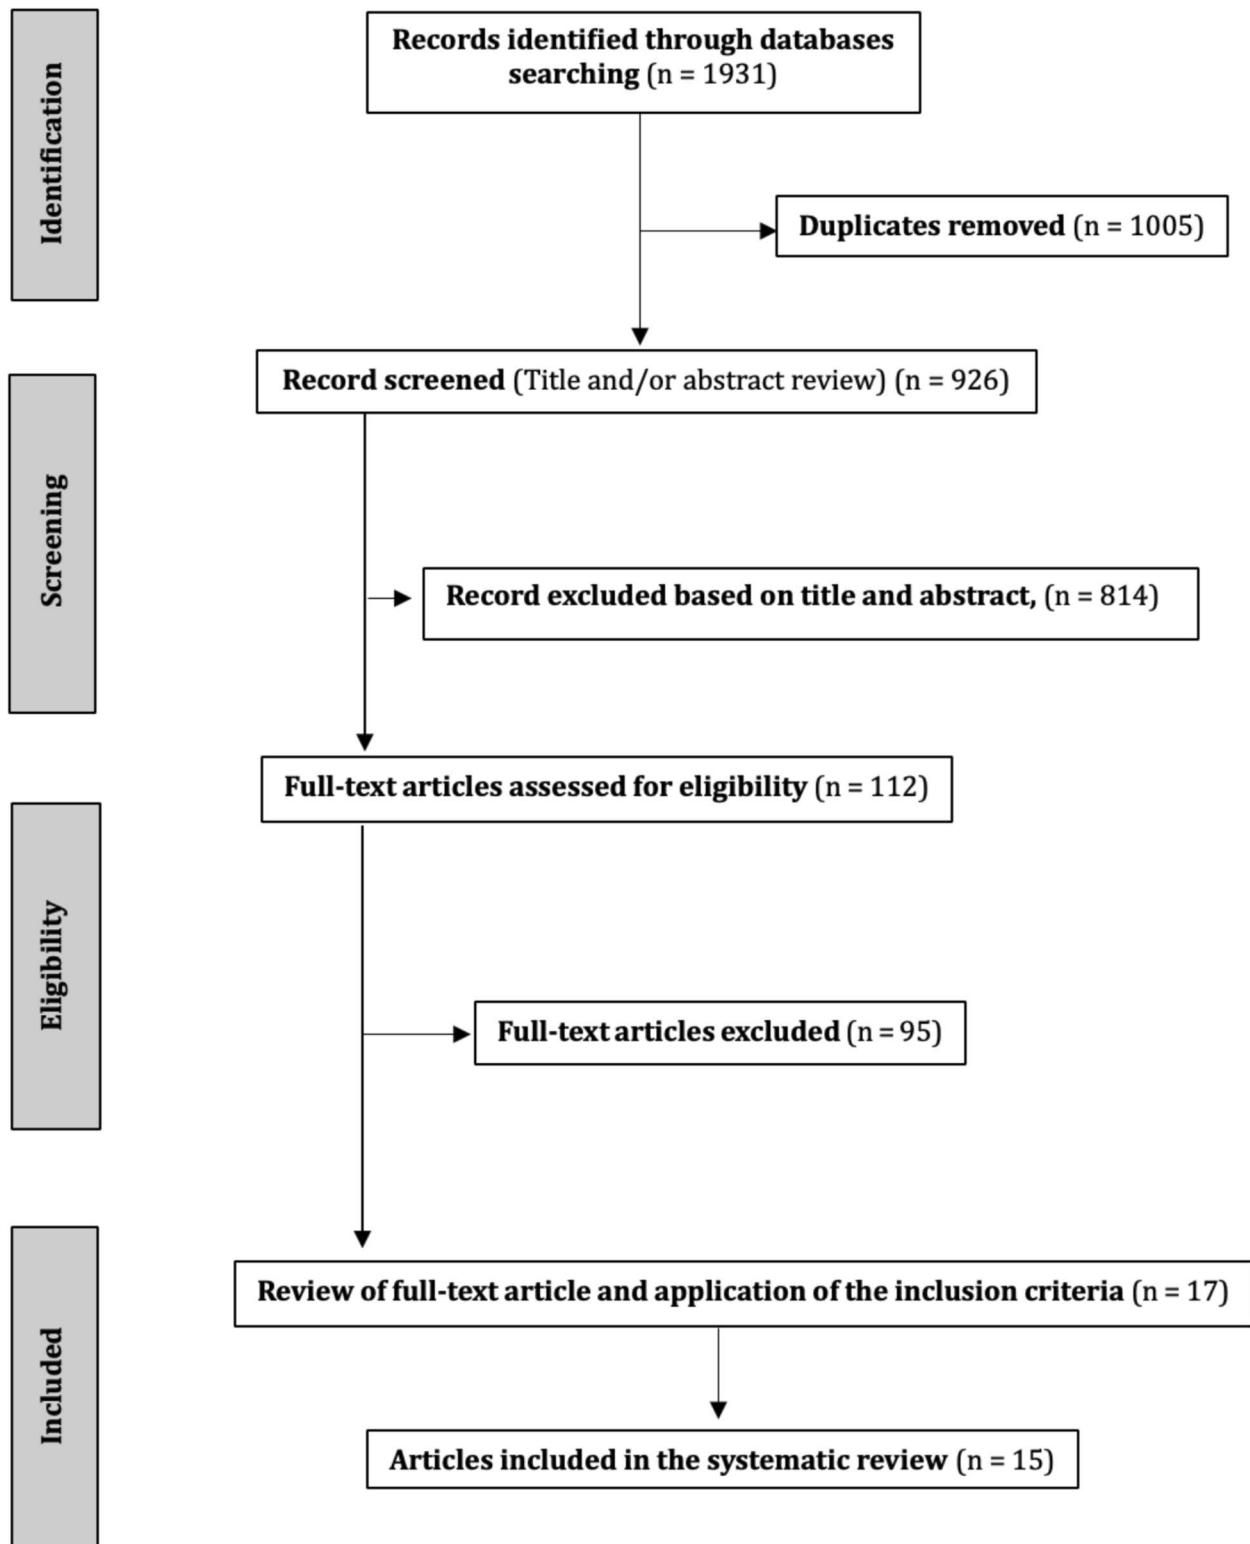 Identification
Records identified through databases
searching (n = 1931)
Duplicates removed (n = 1005)
Screening
Record screened (Title and/or abstract review) (n = 926)
Record excluded based on title and abstract, (n = 814)
Full-text articles assessed for eligibility (n = 112)
Eligibility
Full-text articles excluded (n = 95)
Included
Review of full-text article and application of the inclusion criteria (n = 17)
Articles included in the systematic review (n = 15)